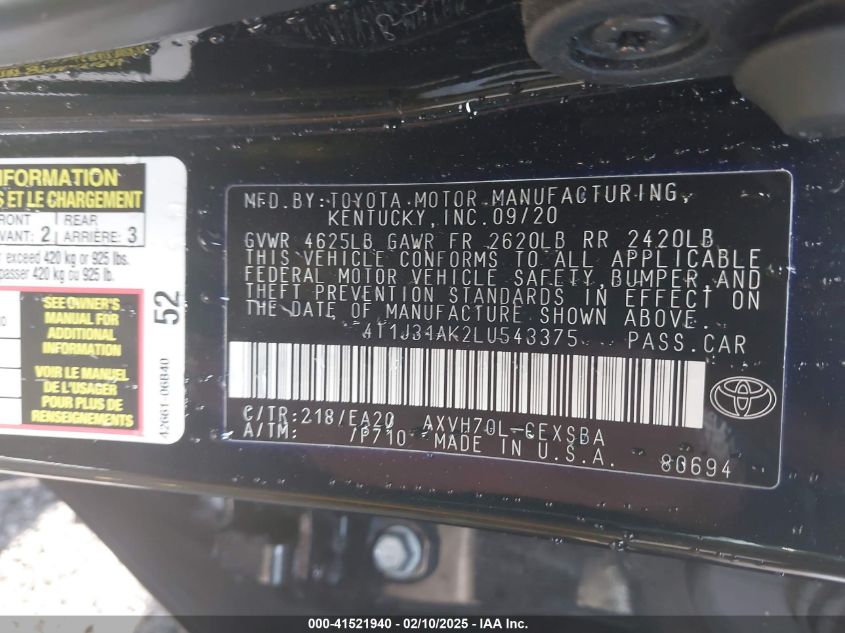 INFORMATION
S ET LE CHARGEMENT
FRONT REAR
AVANT: 2 ARRIÈRE: 3
exceed 420 kg or 925 lbs.
passer 420 kg ou 925 lb.
SEE OWNER'S
MANUAL FOR
ADDITIONAL
INFORMATION
VOIR LE MANUEL
DE L'USAGER
POUR PLUS DE
RENSEIGNEMENTS
52
42661-06B40
MFD.BY:TOYOTA MOTOR MANUFACTURING,
KENTUCKY, INC.09/20
GVWR 4625LB GAWR FR 2620LB RR 2420LB
THIS VEHICLE CONFORMS TO ALL APPLICABLE
FEDERAL MOTOR VEHICLE SAFETY,BUMPER,AND
THEFT PREVENTION STANDARDS IN EFFECT ON
THE DATE OF MANUFACTURE SHOWN ABOVE.
4T1J34AK2LU543375 PASS.CAR
C/TR:218/EA20 AXVH70L-CEXSBA
A/TM: /P710 MADE IN U.S.A.
80694
000-41521940 - 02/10/2025 - IAA Inc.